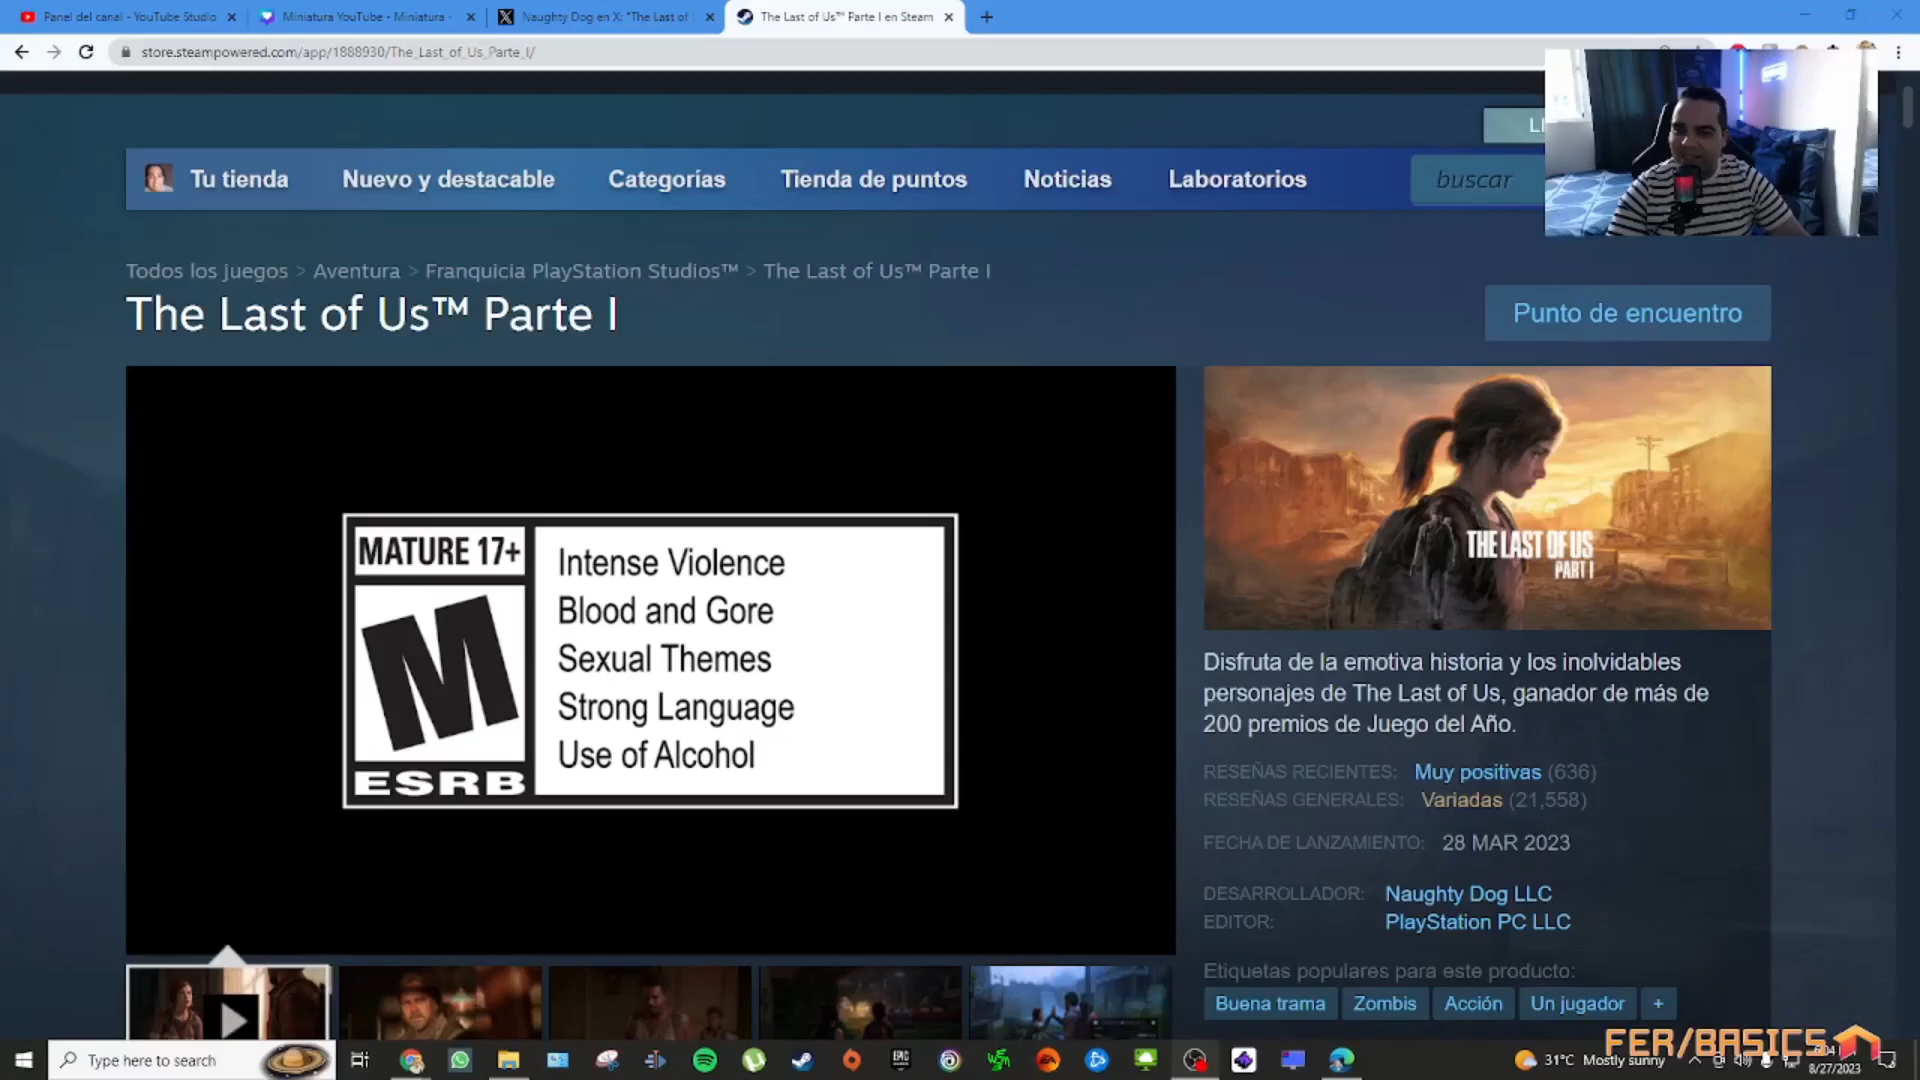 Panel del canal - YouTube Studio
Miniatura YouTube - Miniatura -
Naughty Dog en X: "The Last of
The Last of Us™ Parte I en Steam
store.steampowered.com/app/1888930/The_Last_of_Us_Parte_I/
Tu tienda
Nuevo y destacable
Categorías
Tienda de puntos
Noticias
Laboratorios
buscar
Todos los juegos > Aventura > Franquicia PlayStation Studios™ > The Last of Us™ Parte I
The Last of Us™ Parte I
Punto de encuentro
MATURE 17+
M
ESRB
Intense Violence
Blood and Gore
Sexual Themes
Strong Language
Use of Alcohol
THE LAST OF US
PART I
Disfruta de la emotiva historia y los inolvidables
personajes de The Last of Us, ganador de más de
200 premios de Juego del Año.
RESEÑAS RECIENTES: Muy positivas (636)
RESEÑAS GENERALES: Variadas (21,558)
FECHA DE LANZAMIENTO: 28 MAR 2023
DESARROLLADOR: Naughty Dog LLC
EDITOR: PlayStation PC LLC
Etiquetas populares para este producto:
Buena trama
Zombis
Acción
Un jugador
+
FER/BASICS
Type here to search
EPIC
31°C Mostly sunny
8/27/2023